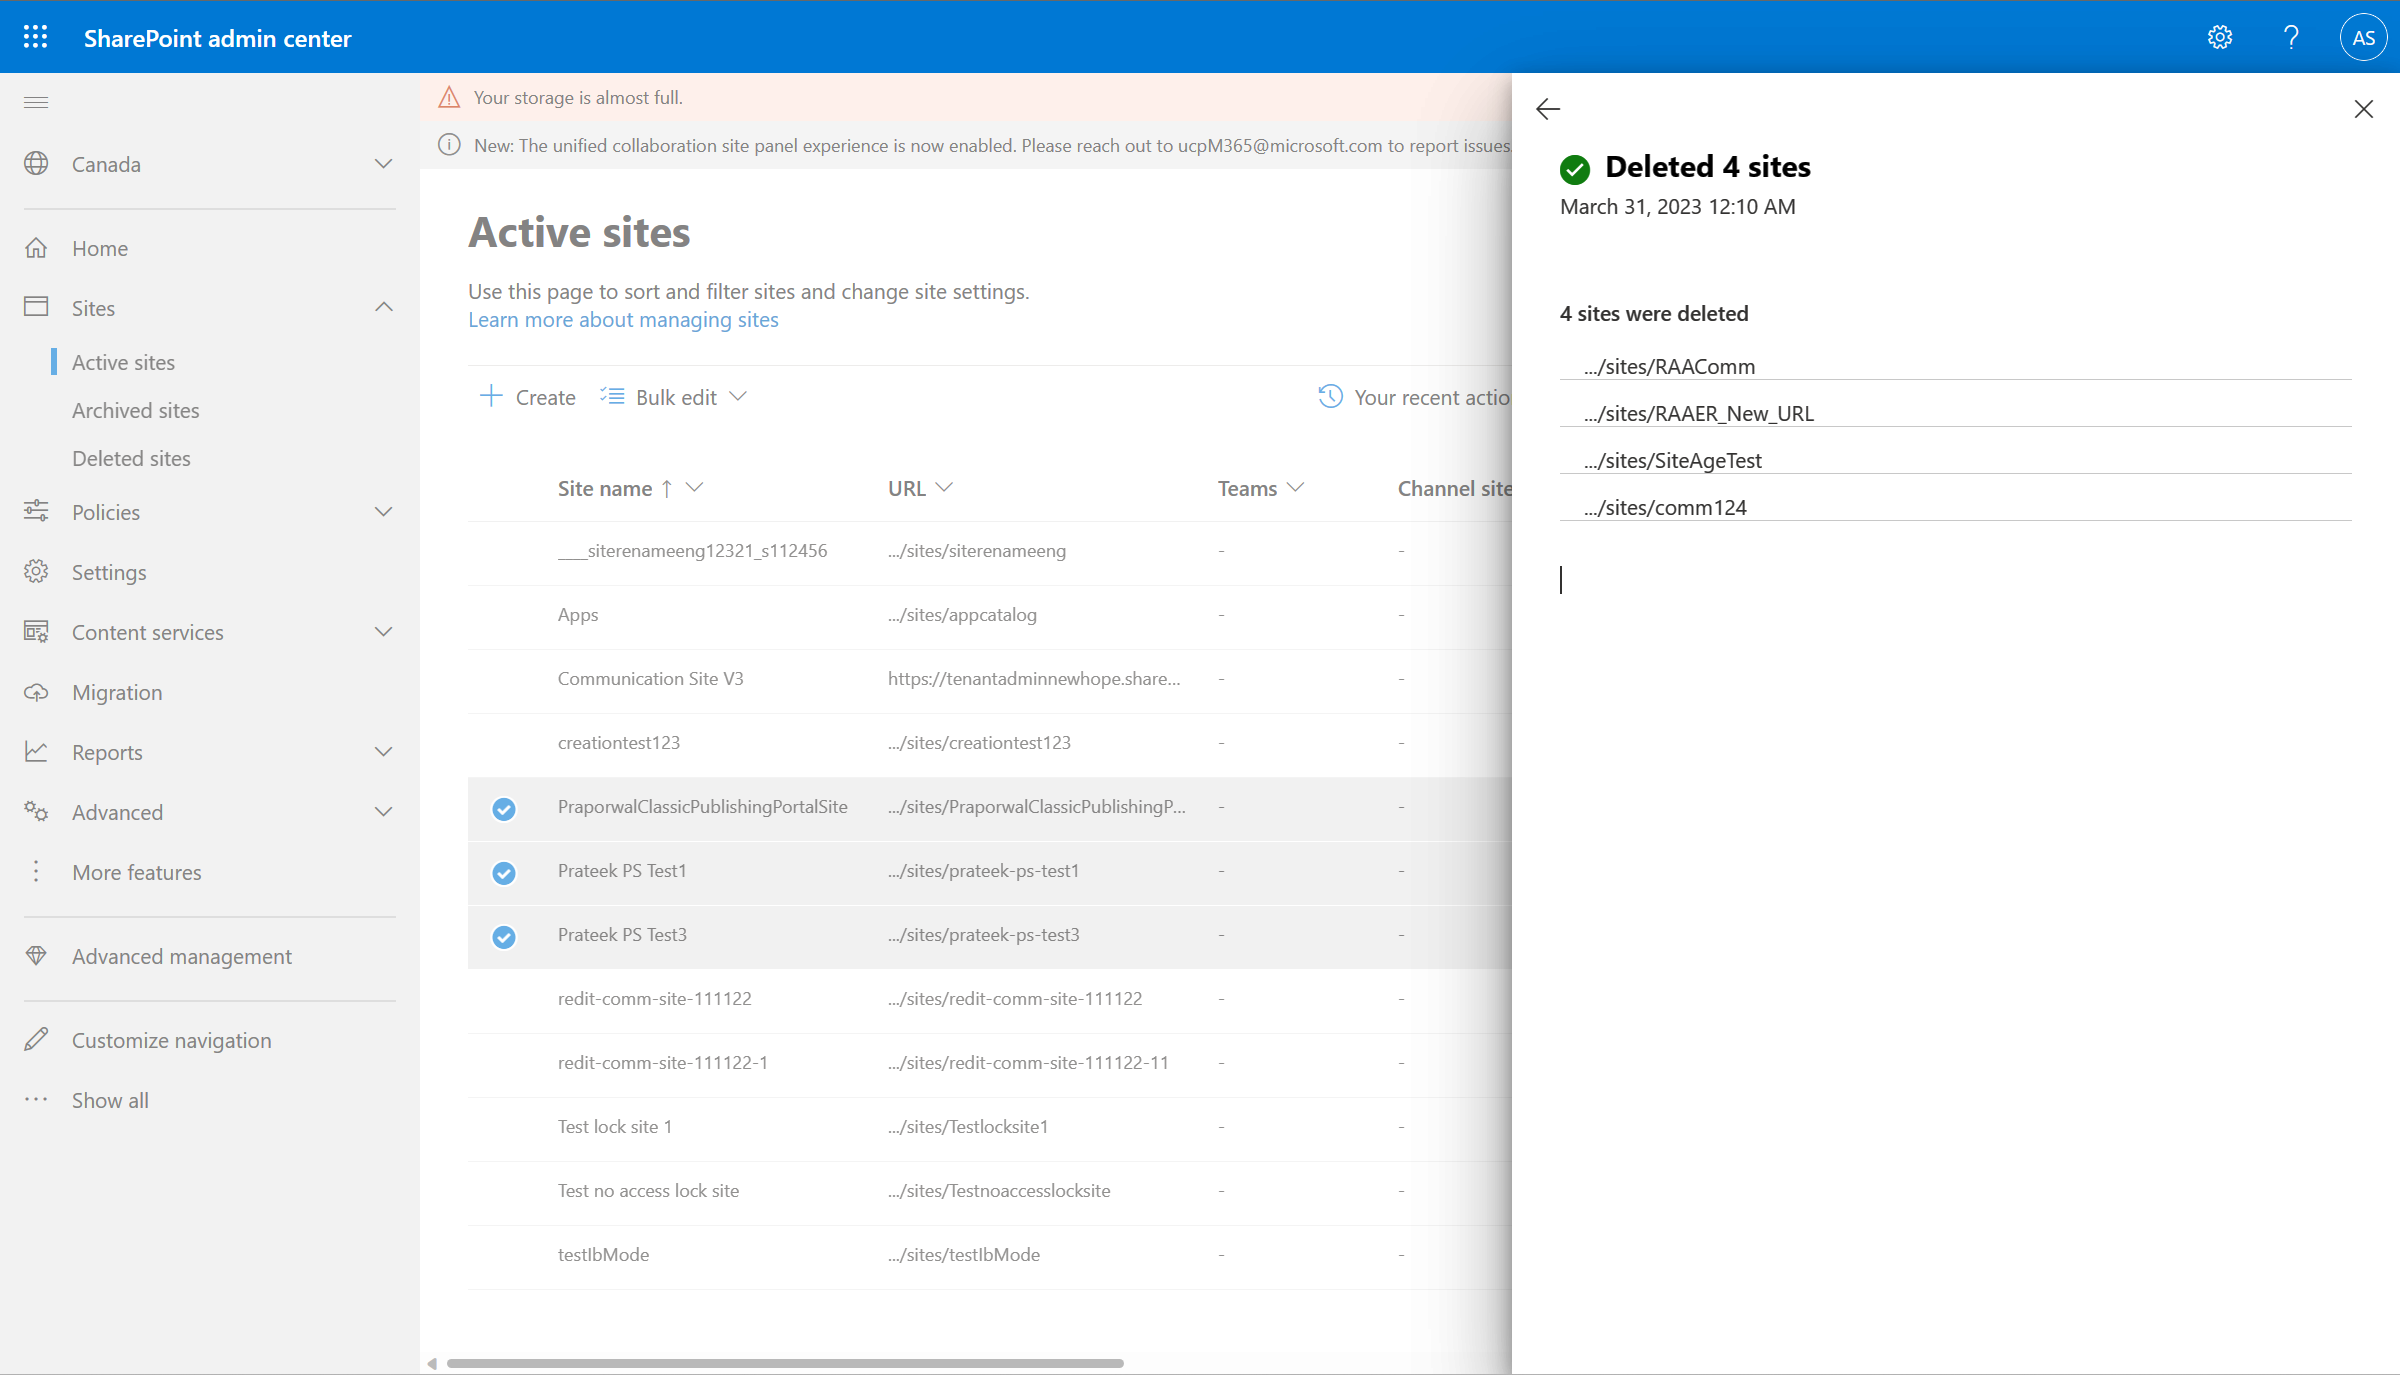 SharePoint admin center
AS
Canada
Home
Sites
Active sites
Archived sites
Deleted sites
Policies
Settings
Content services
Migration
Reports
Advanced
More features
Advanced management
Customize navigation
Show all
Your storage is almost full.
New: The unified collaboration site panel experience is now enabled. Please reach out to ucpM365@microsoft.com to report issues.
Active sites
Use this page to sort and filter sites and change site settings.
Learn more about managing sites
Create Bulk edit Your recent actio
Site name URL Teams Channel site
___siterenameeng12321_s112456 .../sites/siterenameeng - -
Apps .../sites/appcatalog - -
Communication Site V3 https://tenantadminnewhope.share... - -
creationtest123 .../sites/creationtest123 - -
PraporwalClassicPublishingPortalSite .../sites/PraporwalClassicPublishingP... - -
Prateek PS Test1 .../sites/prateek-ps-test1 - -
Prateek PS Test3 .../sites/prateek-ps-test3 - -
redit-comm-site-111122 .../sites/redit-comm-site-111122 - -
redit-comm-site-111122-1 .../sites/redit-comm-site-111122-11 - -
Test lock site 1 .../sites/Testlocksite1 - -
Test no access lock site .../sites/Testnoaccesslocksite - -
testIbMode .../sites/testIbMode - -
Deleted 4 sites
March 31, 2023 12:10 AM
4 sites were deleted
.../sites/RAAComm
.../sites/RAAER_New_URL
.../sites/SiteAgeTest
.../sites/comm124